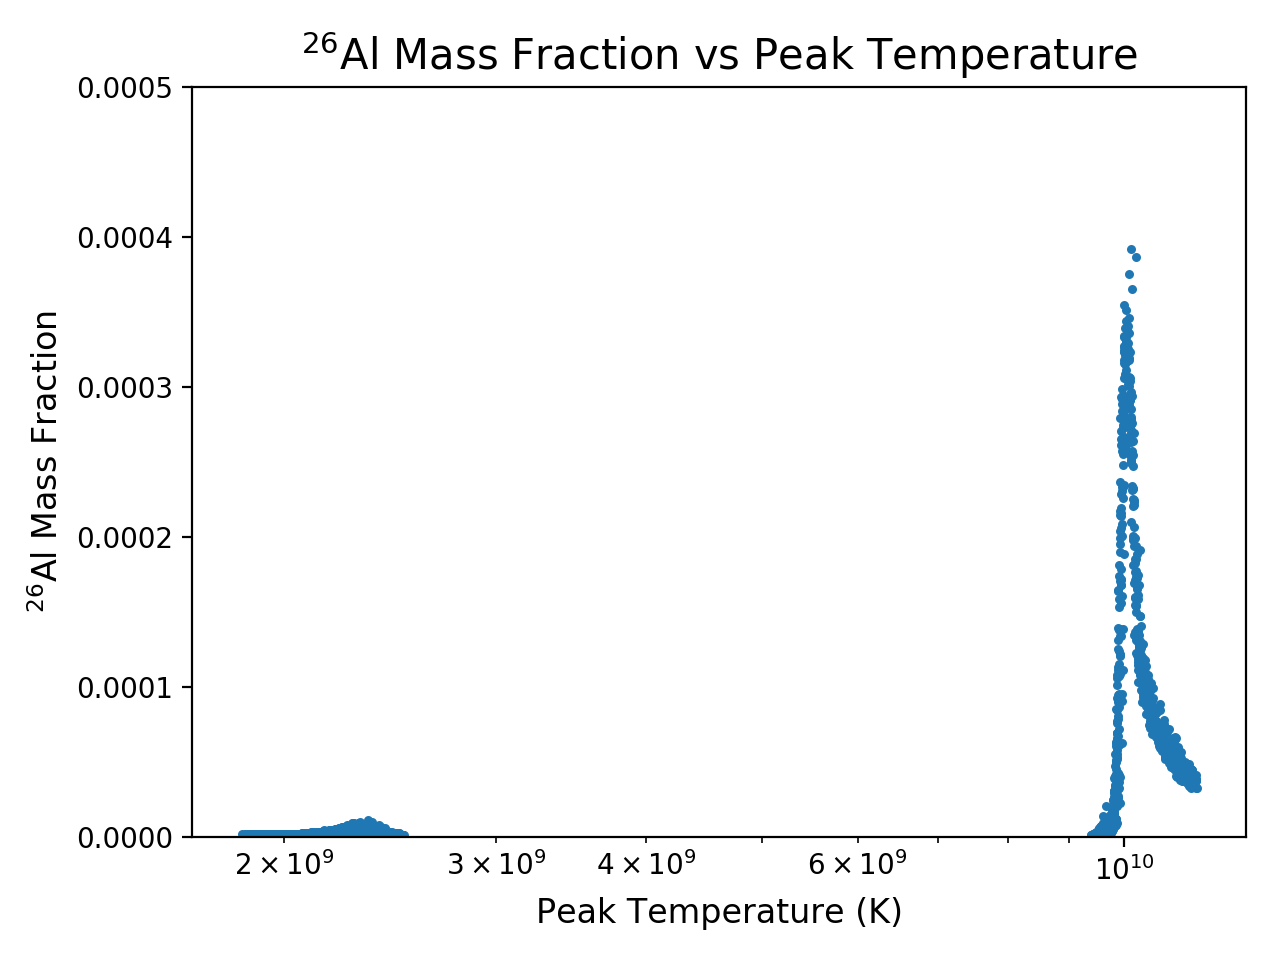 ²⁶Al Mass Fraction vs Peak Temperature
0.0005
0.0004
0.0003
0.0002
0.0001
0.0000
²⁶Al Mass Fraction
2 × 10⁹ 3 × 10⁹ 4 × 10⁹ 6 × 10⁹ 10¹⁰
Peak Temperature (K)